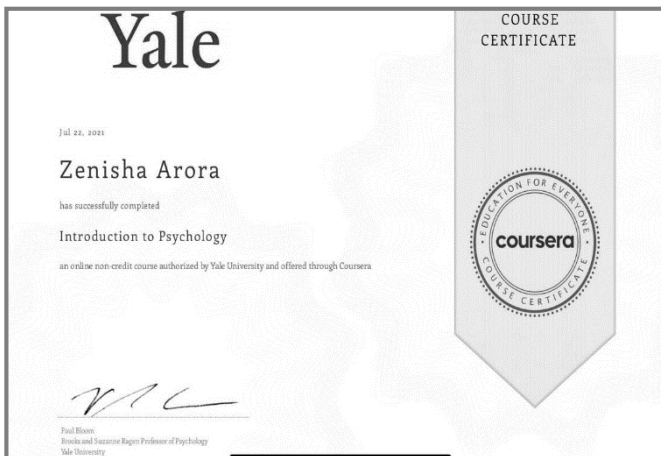 Yale
COURSE
CERTIFICATE
Jul 22, 2021
Zenisha Arora
has successfully completed
Introduction to Psychology
an online non-credit course authorized by Yale University and offered through Coursera
EDUCATION FOR EVERYONE
coursera
COURSE CERTIFICATE
Paul Bloom
Brooks and Suzanne Ragen Professor of Psychology
Yale University